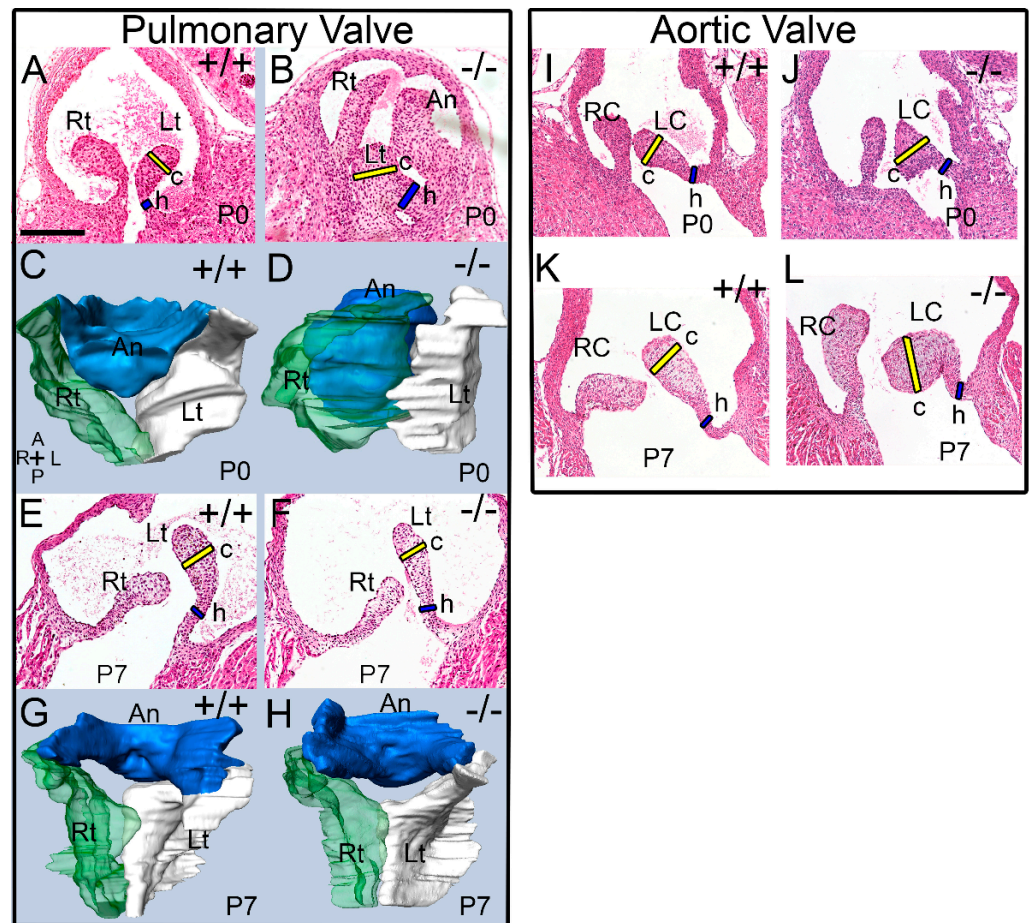 Pulmonary Valve
A +/+ Rt Lt c h P0
B -/- Rt An Lt c h P0
C +/+ An Rt Lt A R L P P0
D -/- An Rt Lt P0
E +/+ Lt c Rt h P7
F -/- Lt c Rt h P7
G +/+ An Rt Lt P7
H -/- An Rt Lt P7
Aortic Valve
I +/+ RC LC c h P0
J -/- LC c h P0
K +/+ LC c RC h P7
L -/- LC RC c h P7